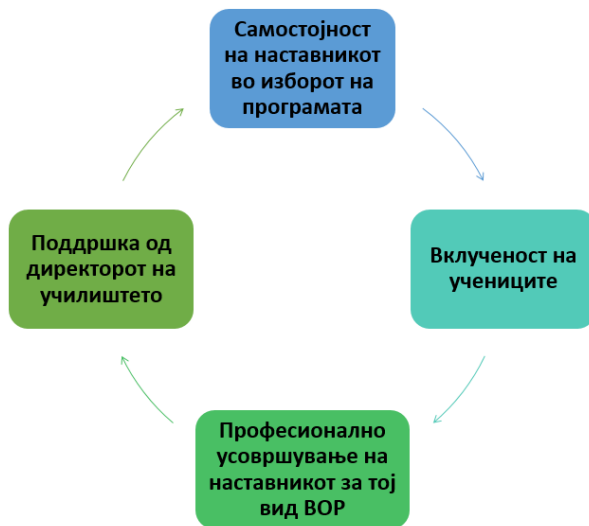 Самостојност
на наставникот
во изборот на
програмата
Вклученост на
учениците
Професионално
усовршување на
наставникот за тој
вид ВОР
Поддршка од
директорот на
училиштето